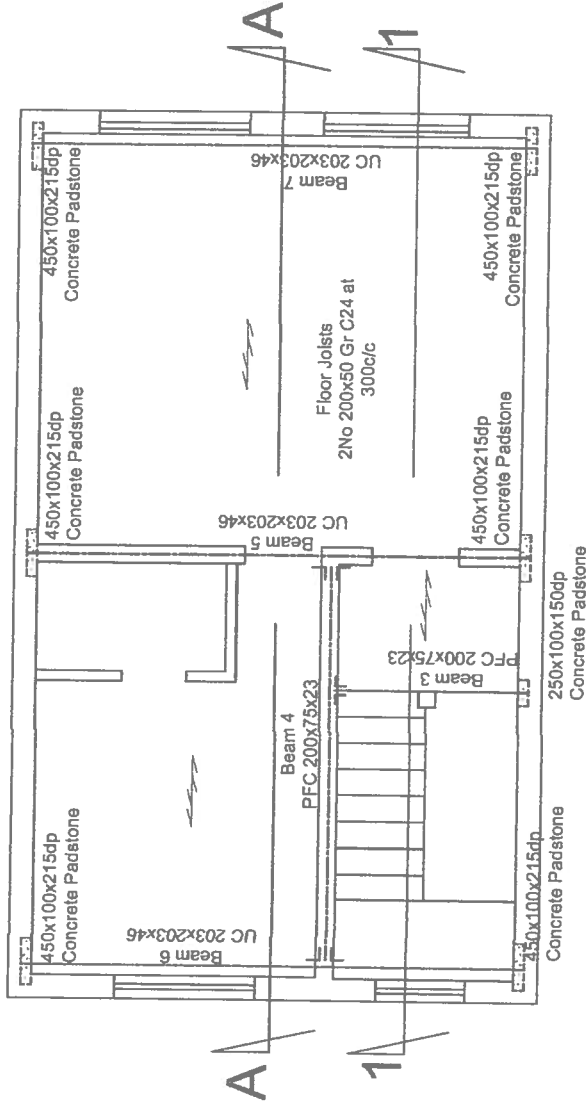 A
1
450x100x215dp
Concrete Padstone
UC 203x203x46
Beam 7
450x100x215dp
Concrete Padstone
Floor Joists
2No 200x50 Gr C24 at
300c/c
450x100x215dp
Concrete Padstone
UC 203x203x46
Beam 5
450x100x215dp
Concrete Padstone
PFC 200x75x23
Beam 3
250x100x150dp
Concrete Padstone
Beam 4
PFC 200x75x23
450x100x215dp
Concrete Padstone
UC 203x203x46
Beam 6
450x100x215dp
Concrete Padstone
A
1